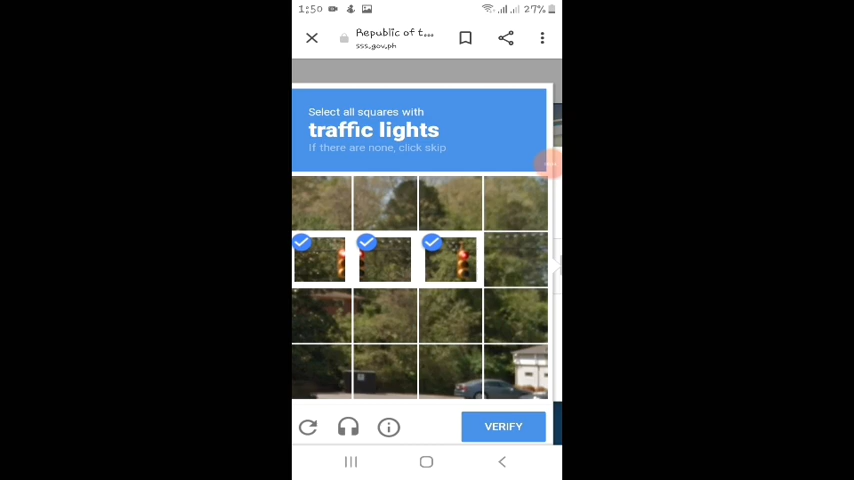 1:50
27%
Republic of t...
sss.gov.ph
Select all squares with
traffic lights
If there are none, click skip
VERIFY